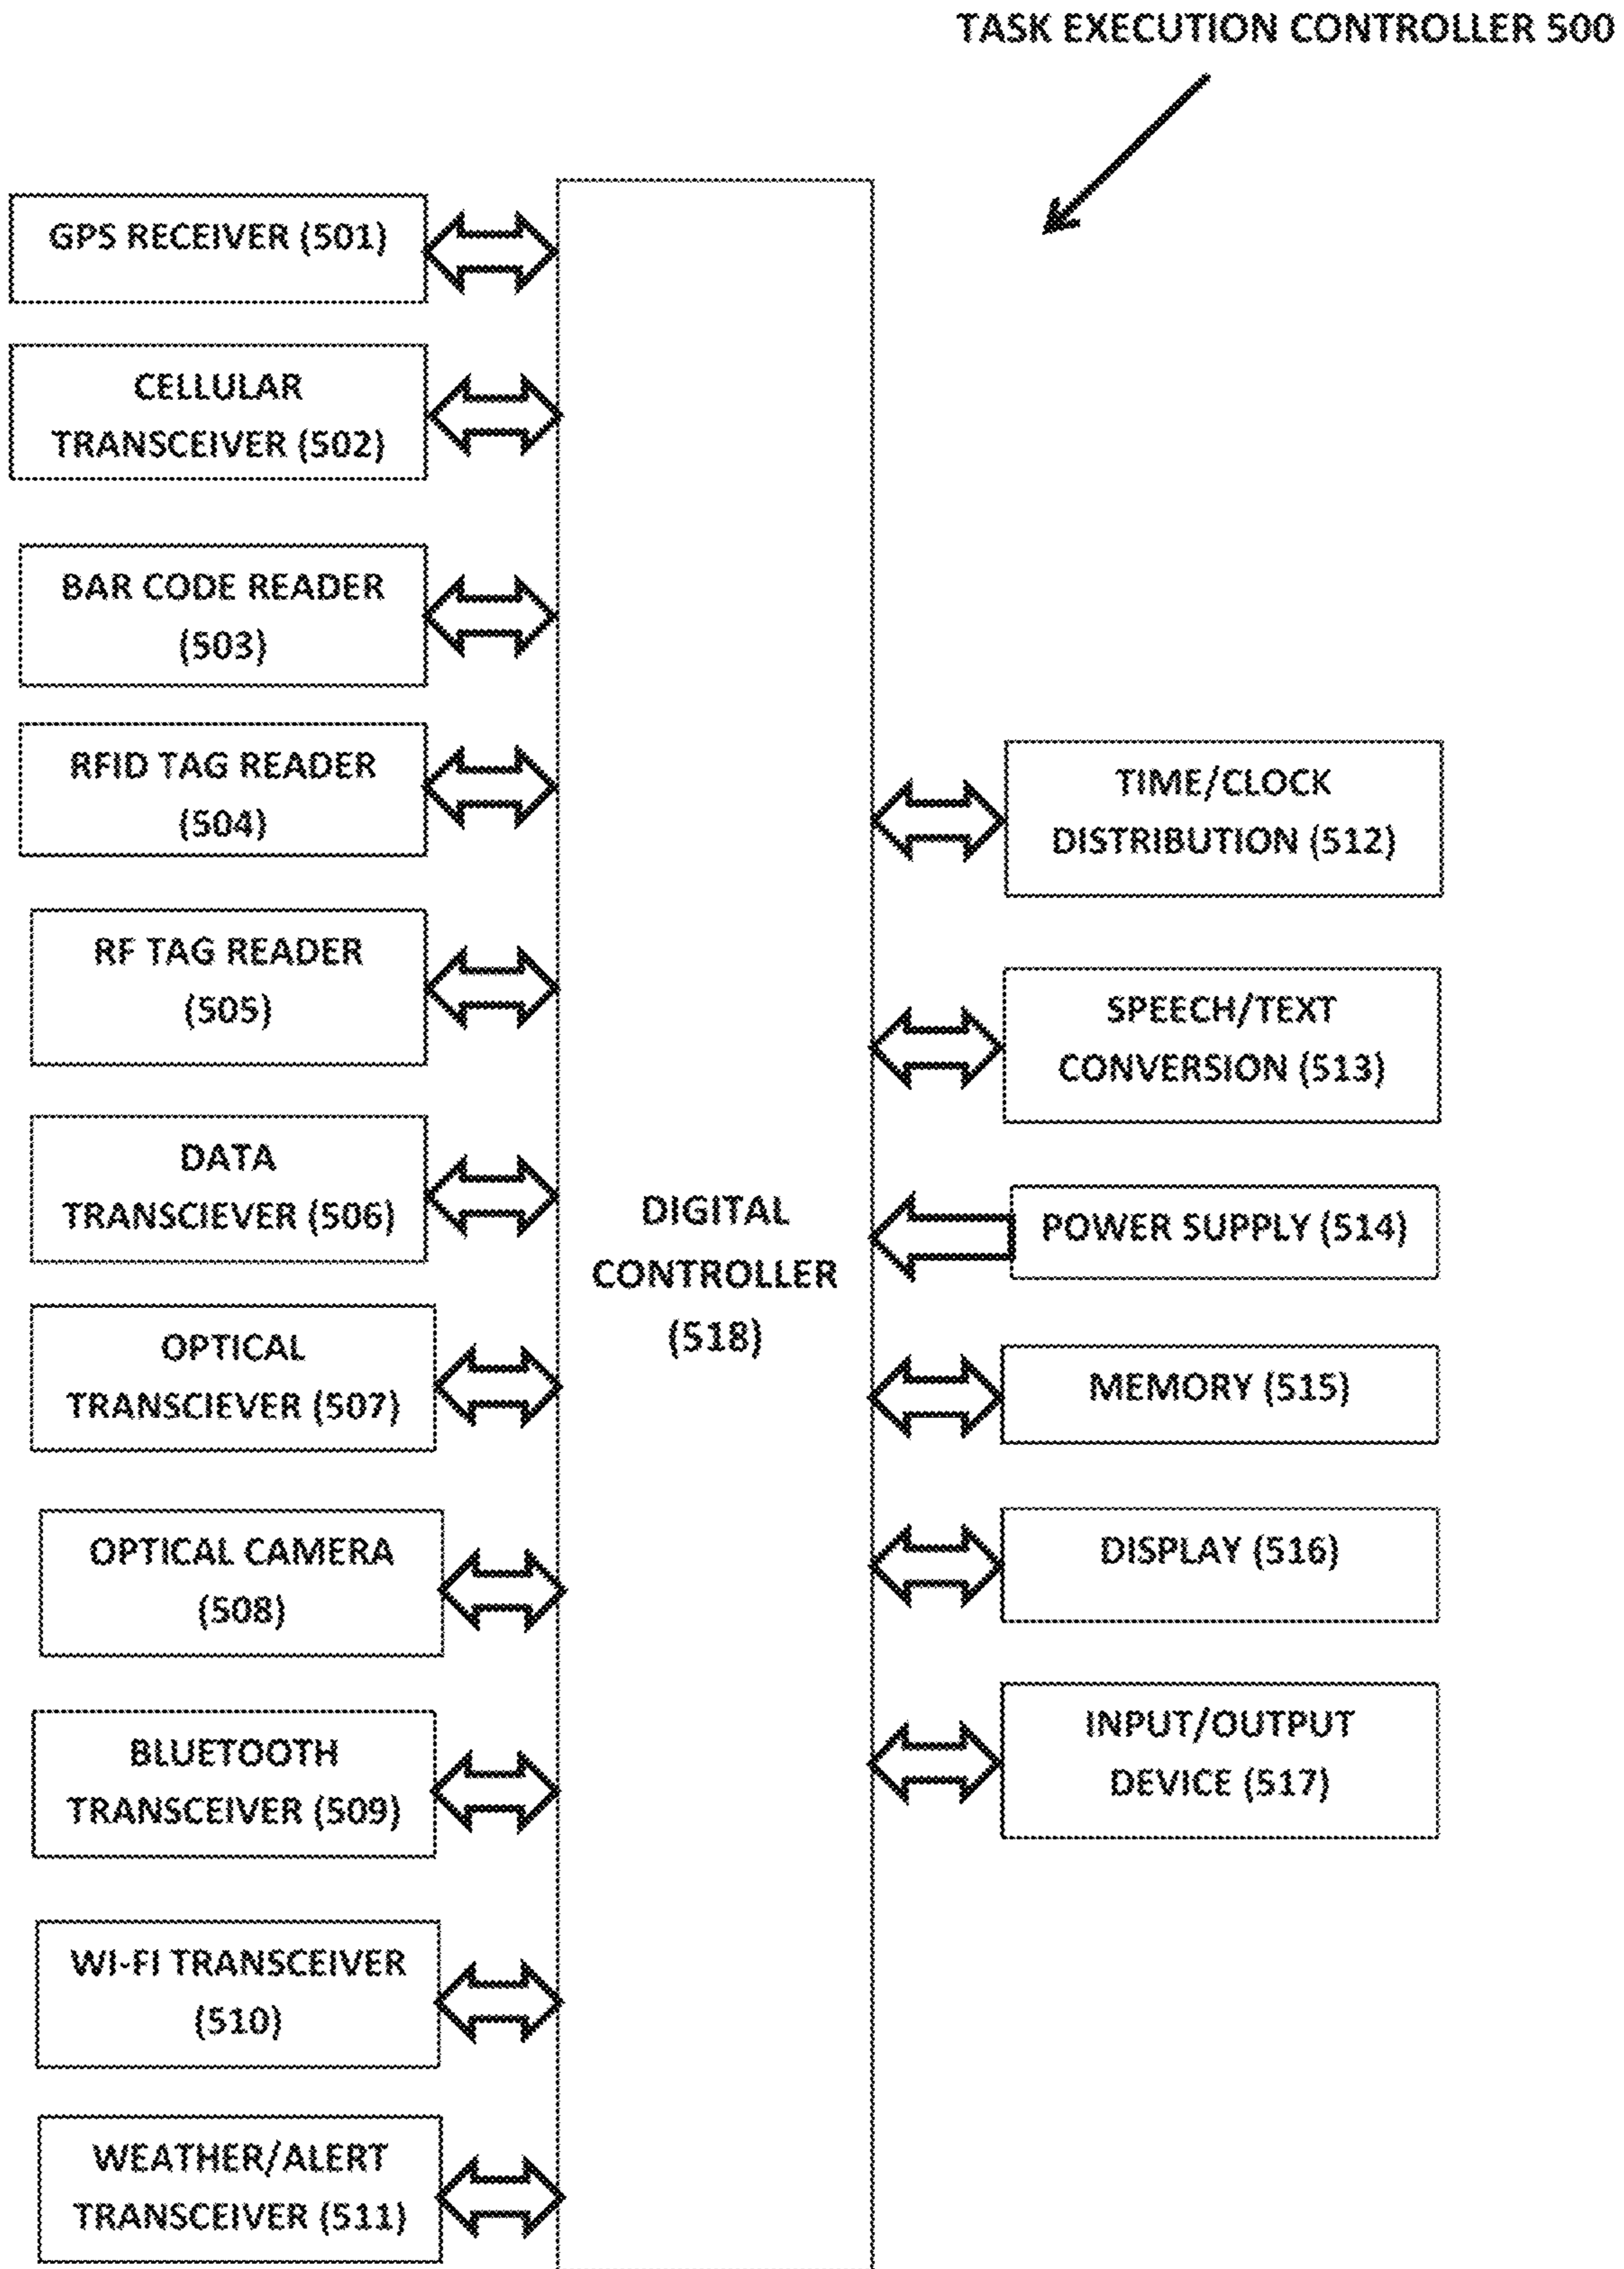 TASK EXECUTION CONTROLLER 500
GPS RECEIVER (501)
CELLULAR
TRANSCEIVER (502)
BAR CODE READER
(503)
RFID TAG READER
(504)
RF TAG READER
(505)
DATA
TRANSCIEVER (506)
OPTICAL
TRANSCIEVER (507)
OPTICAL CAMERA
(508)
BLUETOOTH
TRANSCEIVER (509)
WI-FI TRANSCEIVER
(510)
WEATHER/ALERT
TRANSCEIVER (511)
DIGITAL
CONTROLLER
(518)
TIME/CLOCK
DISTRIBUTION (512)
SPEECH/TEXT
CONVERSION (513)
POWER SUPPLY (514)
MEMORY (515)
DISPLAY (516)
INPUT/OUTPUT
DEVICE (517)